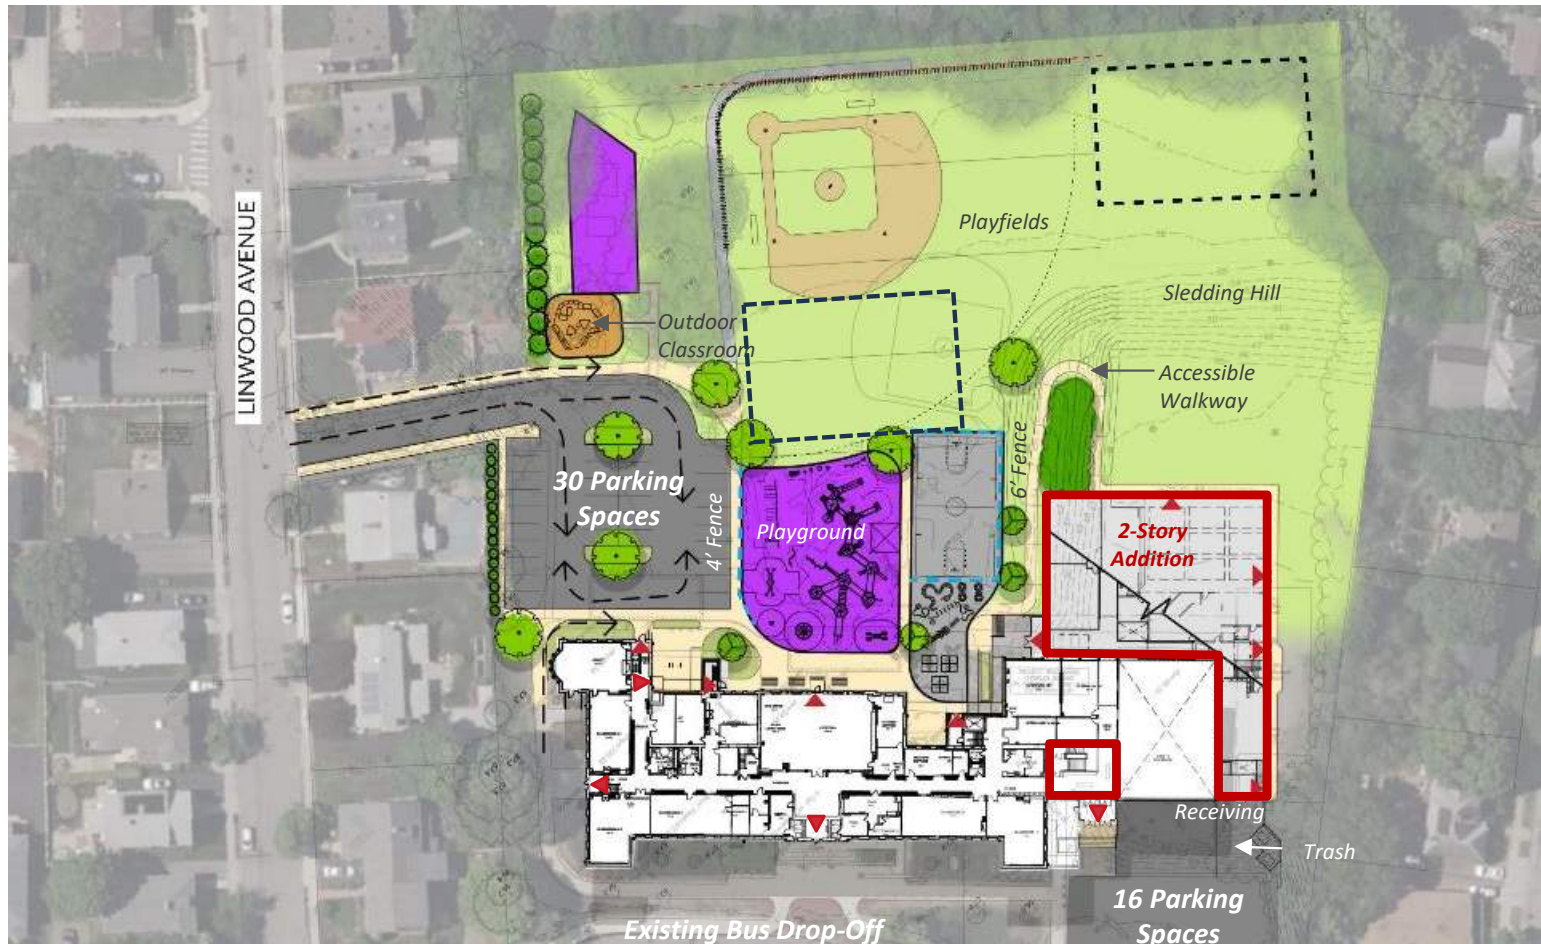 LINWOOD AVENUE
Playfields
Sledding Hill
Outdoor
Classroom
Accessible
Walkway
30 Parking
Spaces
4' Fence
Playground
6' Fence
2-Story
Addition
Receiving
Trash
16 Parking
Spaces
Existing Bus Drop-Off